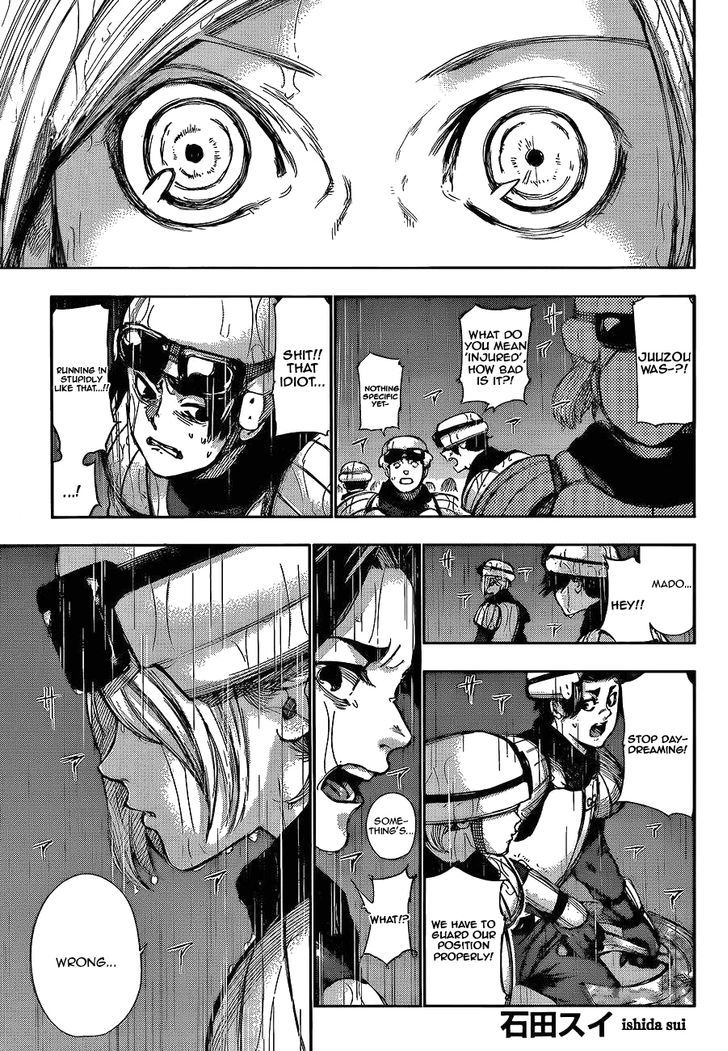 JUUZOU
WAS-?!
WHAT DO
YOU MEAN
'INJURED',
HOW BAD
IS IT?!
NOTHING
SPECIFIC
YET-
SHIT!!
THAT
IDIOT...
RUNNING IN
STUPIDLY
LIKE THAT...!!
...!
MADO...
HEY!!
STOP DAY-
DREAMING!
WE HAVE TO
GUARD OUR
POSITION
PROPERLY!
SOME-
THING'S...
WHAT!?
WRONG...
石田スイ ishida sui